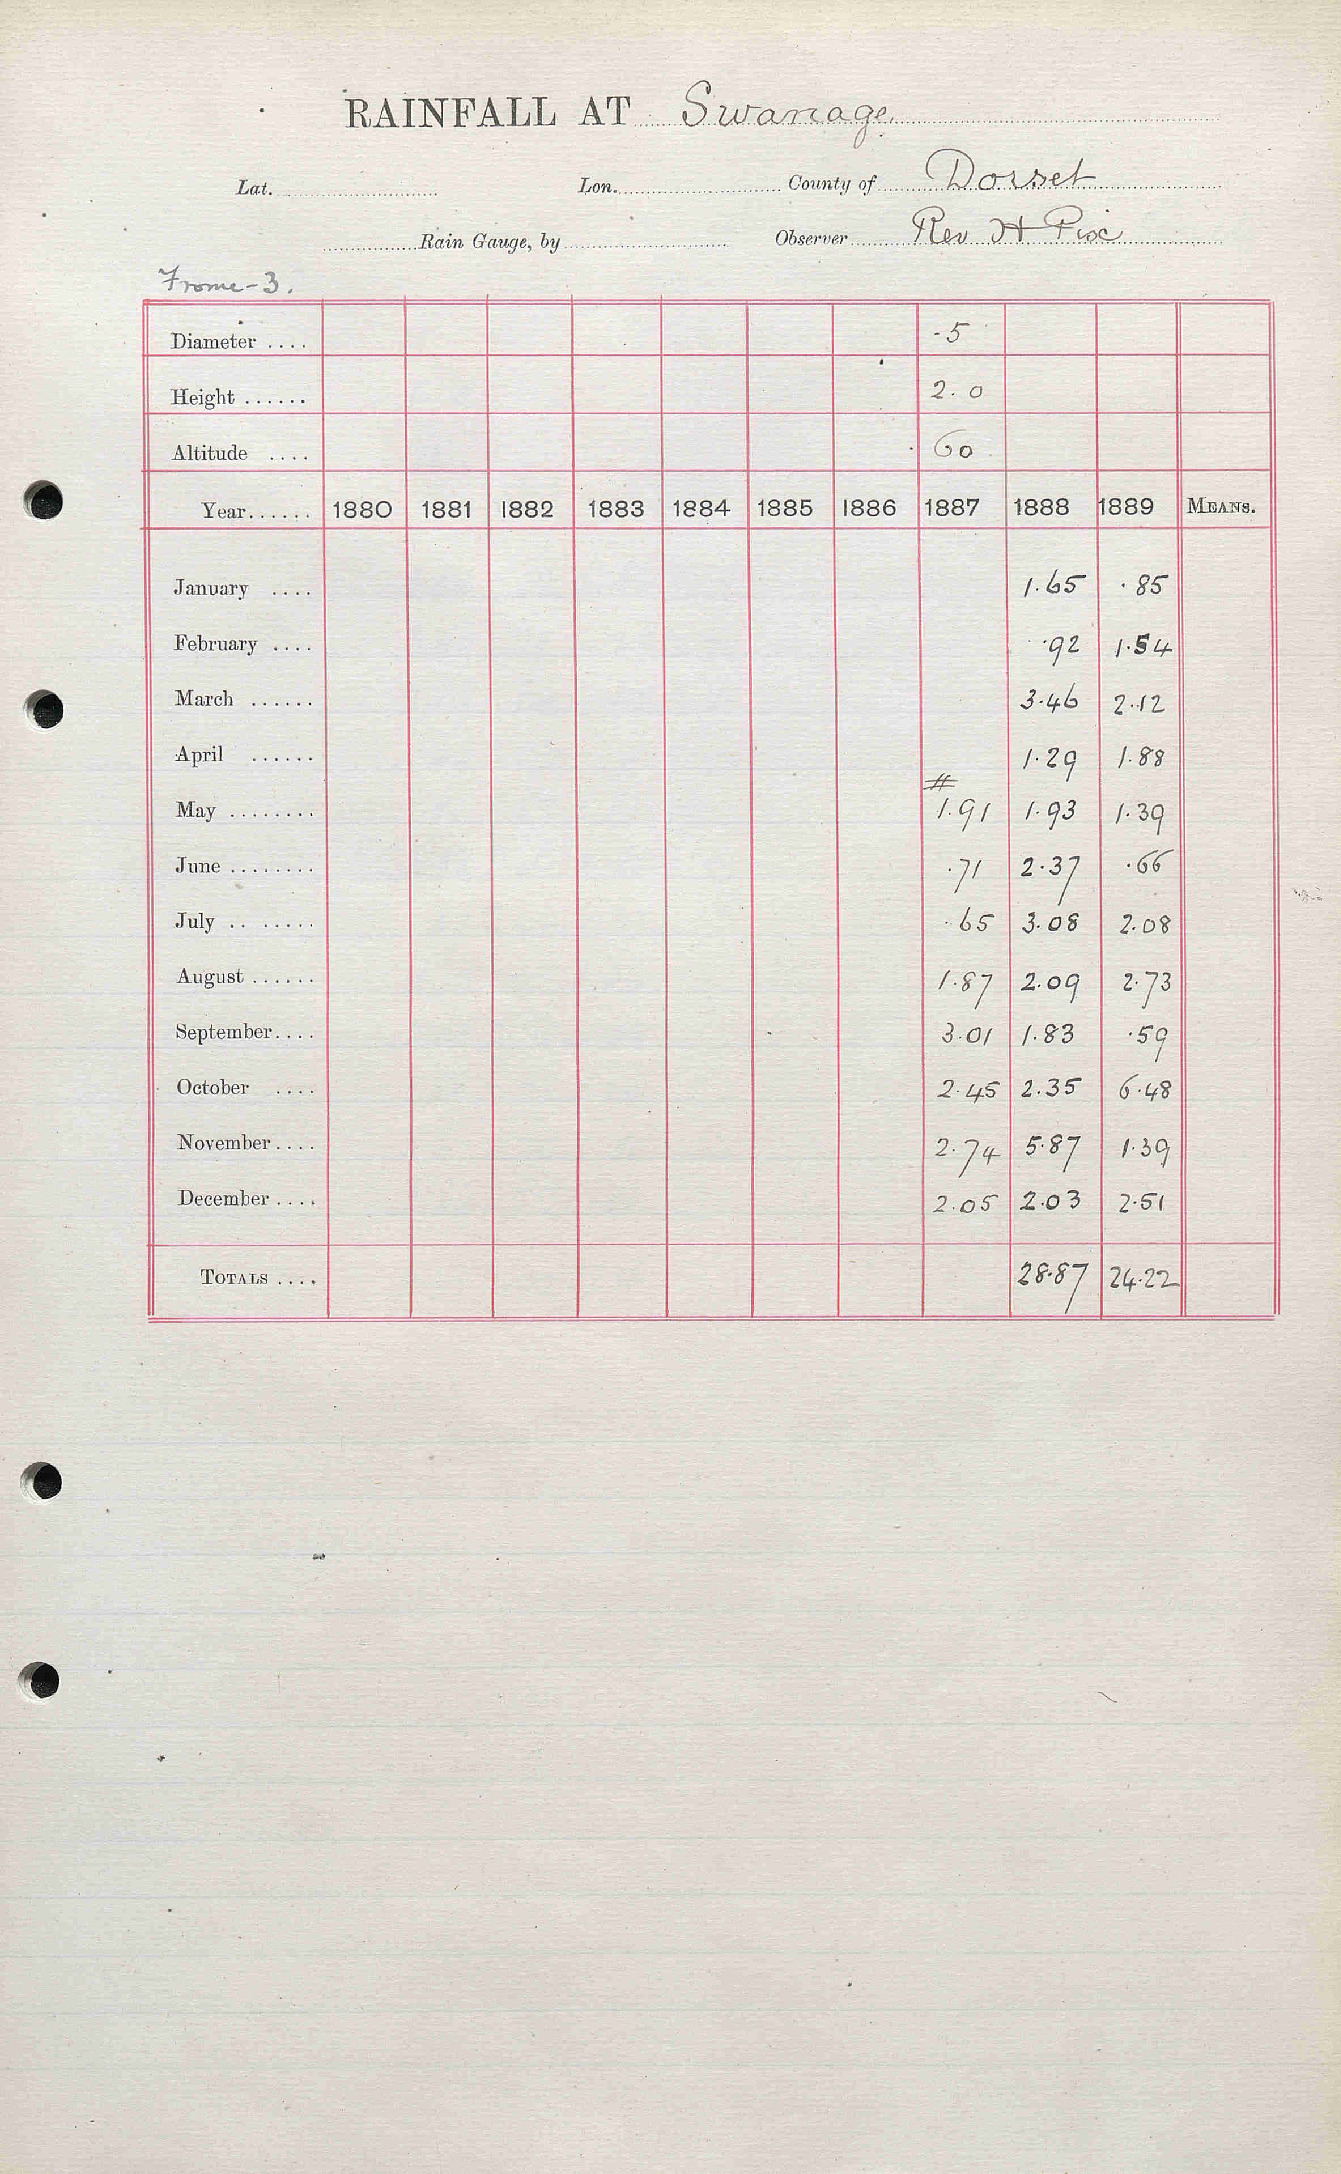 RAINFALL AT Swanage
Lat. Lon. County of Dorset
Rain Gauge, by Observer Rev H Pix
Frome-3.
Diameter .... 5
Height ...... 2.0
Altitude .... 60
Year...... 1880 1881 1882 1883 1884 1885 1886 1887 1888 1889 MEANS.
January .... 1.65 .85
February .... .92 1.54
March ...... 3.46 2.12
April ...... 1.29 1.88
May ........ 1.91 1.93 1.39
June ........ .71 2.37 .66
July .. ...... .65 3.08 2.08
August ...... 1.87 2.09 2.73
September.... 3.01 1.83 .59
October .... 2.45 2.35 6.48
November.... 2.74 5.87 1.39
December.... 2.05 2.03 2.51
TOTALS .... 28.87 24.22